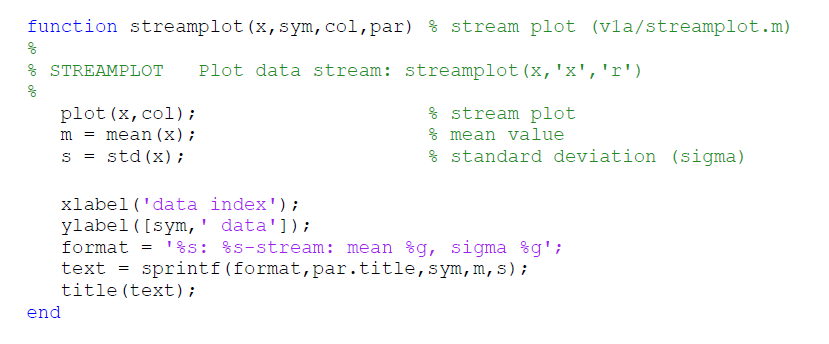 function streamplot(x,sym,col,par) % stream plot (v1a/streamplot.m)
%
% STREAMPLOT   Plot data stream: streamplot(x,'x','r')
%
   plot(x,col);                     % stream plot
   m = mean(x);                     % mean value
   s = std(x);                      % standard deviation (sigma)

   xlabel('data index');
   ylabel([sym,' data']);
   format = '%s: %s-stream: mean %g, sigma %g';
   text = sprintf(format,par.title,sym,m,s);
   title(text);
end